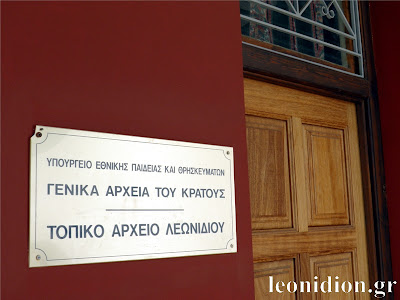 ΥΠΟΥΡΓΕΙΟ ΕΘΝΙΚΗΣ ΠΑΙΔΕΙΑΣ ΚΑΙ ΘΡΗΣΚΕΥΜΑΤΩΝ
ΓΕΝΙΚΑ ΑΡΧΕΙΑ ΤΟΥ ΚΡΑΤΟΥΣ
ΤΟΠΙΚΟ ΑΡΧΕΙΟ ΛΕΩΝΙΔΙΟΥ
leonidion.gr